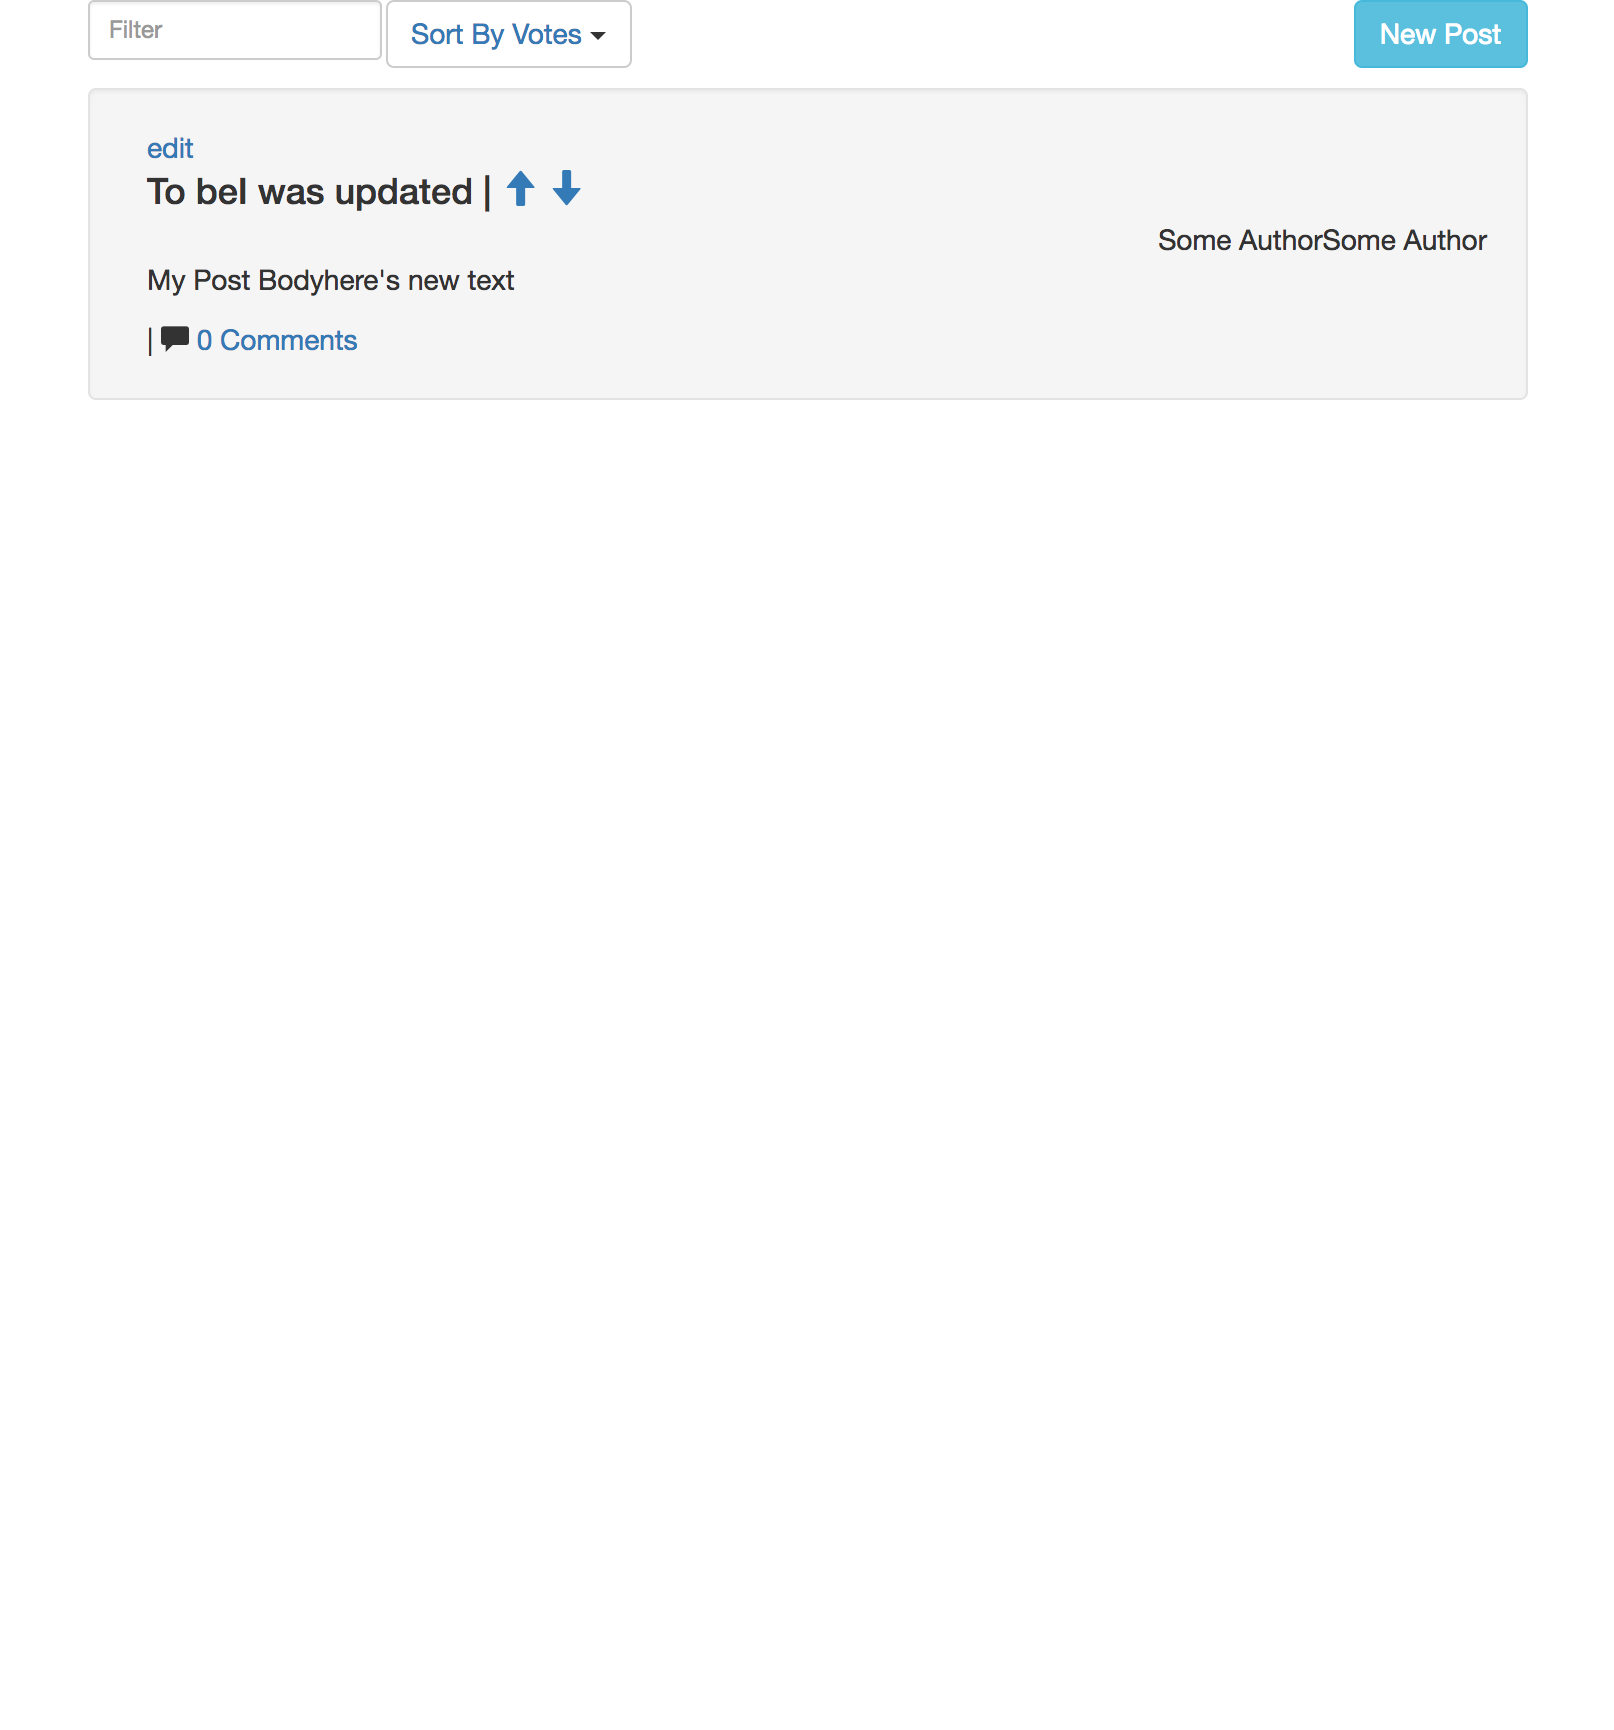 Filter Sort By Votes New Post
edit
To beI was updated |
Some AuthorSome Author
My Post Bodyhere's new text
| 0 Comments